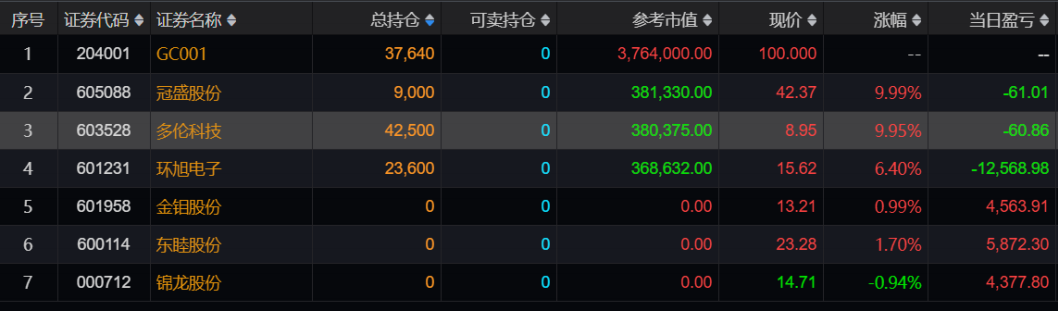 序号 证券代码 证券名称 总持仓 可卖持仓 参考市值 现价 涨幅 当日盈亏
1 204001 GC001 37,640 0 3,764,000.00 100.000 -- --
2 605088 冠盛股份 9,000 0 381,330.00 42.37 9.99% -61.01
3 603528 多伦科技 42,500 0 380,375.00 8.95 9.95% -60.86
4 601231 环旭电子 23,600 0 368,632.00 15.62 6.40% -12,568.98
5 601958 金钼股份 0 0 0.00 13.21 0.99% 4,563.91
6 600114 东睦股份 0 0 0.00 23.28 1.70% 5,872.30
7 000712 锦龙股份 0 0 0.00 14.71 -0.94% 4,377.80